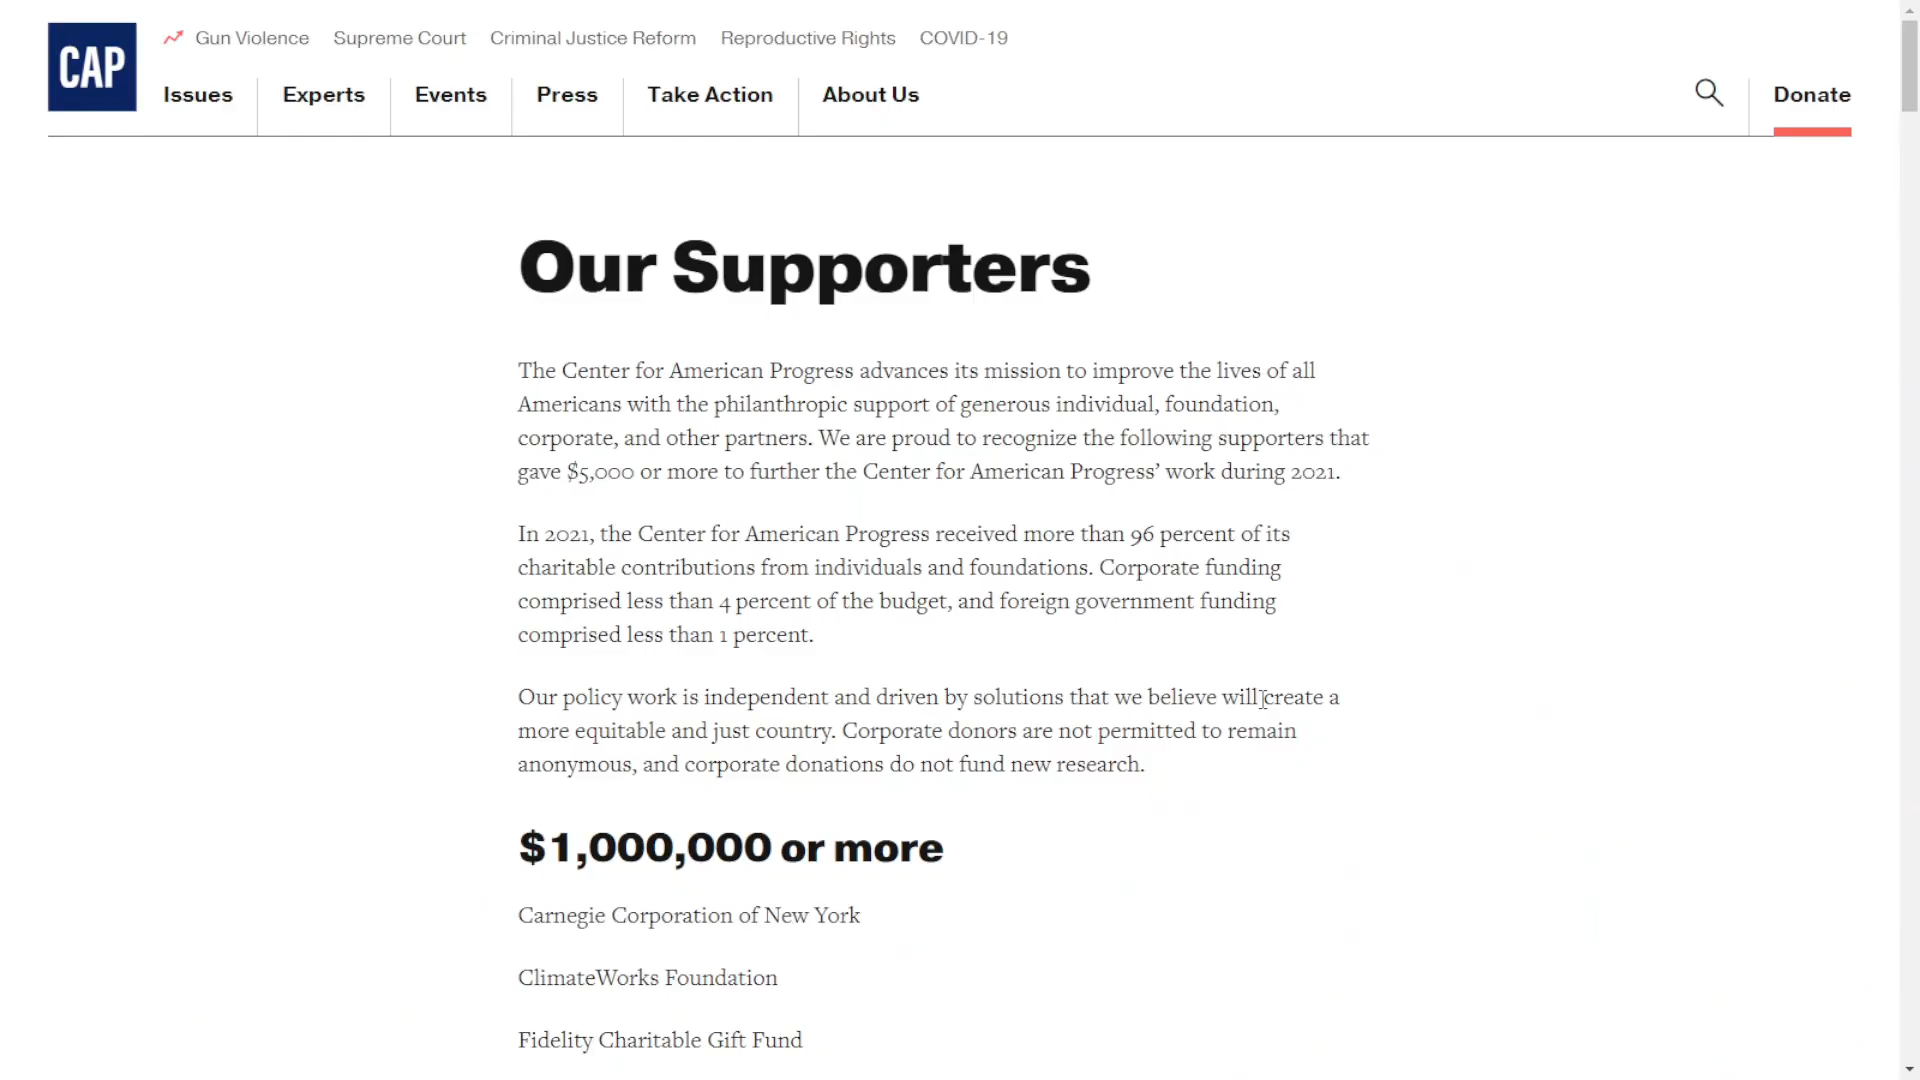 CAP
Gun Violence Supreme Court Criminal Justice Reform Reproductive Rights COVID-19
Issues Experts Events Press Take Action About Us Donate
Our Supporters
The Center for American Progress advances its mission to improve the lives of all
Americans with the philanthropic support of generous individual, foundation,
corporate, and other partners. We are proud to recognize the following supporters that
gave $5,000 or more to further the Center for American Progress’ work during 2021.
In 2021, the Center for American Progress received more than 96 percent of its
charitable contributions from individuals and foundations. Corporate funding
comprised less than 4 percent of the budget, and foreign government funding
comprised less than 1 percent.
Our policy work is independent and driven by solutions that we believe will create a
more equitable and just country. Corporate donors are not permitted to remain
anonymous, and corporate donations do not fund new research.
$1,000,000 or more
Carnegie Corporation of New York
ClimateWorks Foundation
Fidelity Charitable Gift Fund